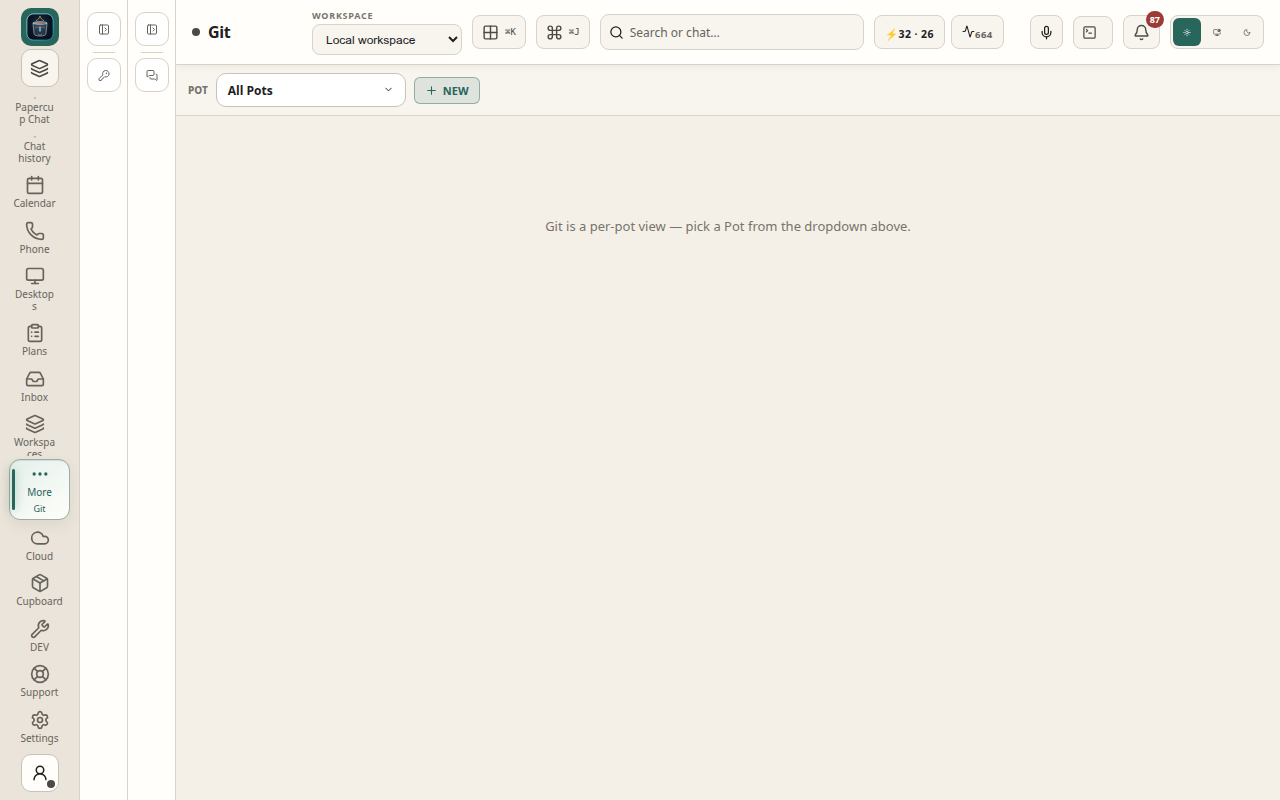 Git
WORKSPACE
Local workspace
⌘K
⌘J
Search or chat...
⚡32 · 26
664
87
Papercu
p Chat
Chat
history
Calendar
Phone
Desktop
s
Plans
Inbox
Workspa
ces
More
Git
Cloud
Cupboard
DEV
Support
Settings
POT
All Pots
NEW
Git is a per-pot view — pick a Pot from the dropdown above.